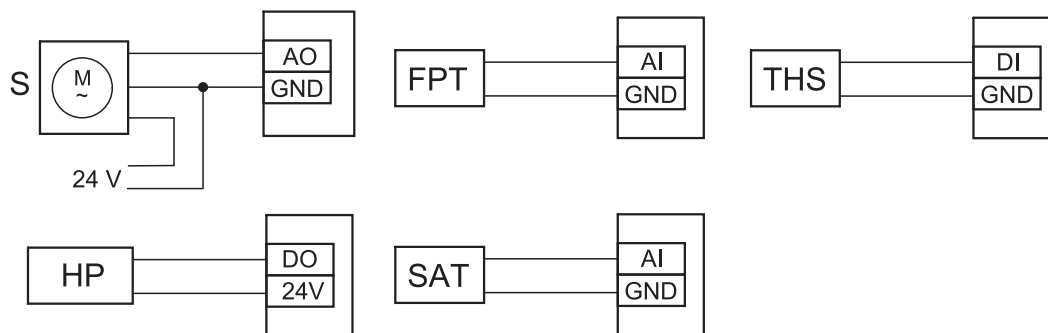 S
M
~
24 V
AO
GND
FPT
AI
GND
THS
DI
GND
HP
DO
24V
SAT
AI
GND